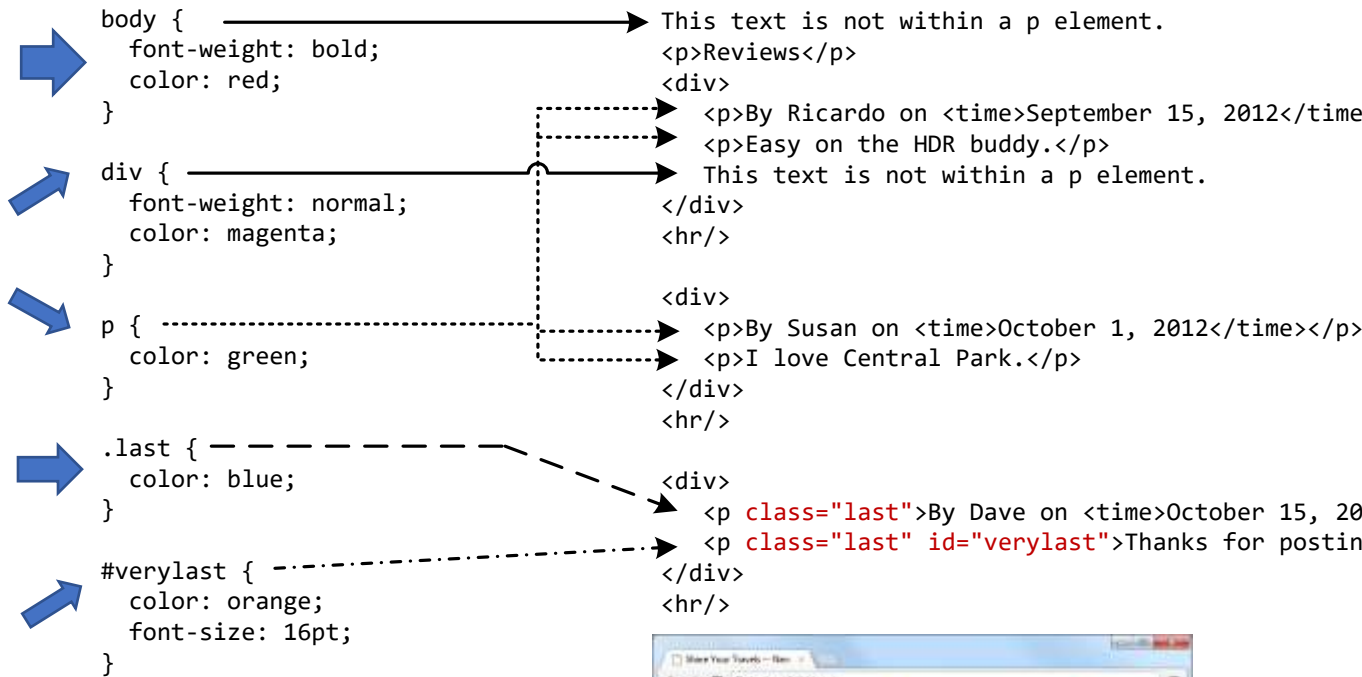 body {
  font-weight: bold;
  color: red;
}
div {
  font-weight: normal;
  color: magenta;
}
p {
  color: green;
}
.last {
  color: blue;
}
#verylast {
  color: orange;
  font-size: 16pt;
}
This text is not within a p element.
<p>Reviews</p>
<div>
  <p>By Ricardo on <time>September 15, 2012</time
  <p>Easy on the HDR buddy.</p>
  This text is not within a p element.
</div>
<hr/>
<div>
  <p>By Susan on <time>October 1, 2012</time></p>
  <p>I love Central Park.</p>
</div>
<hr/>
<div>
  <p class="last">By Dave on <time>October 15, 20
  <p class="last" id="verylast">Thanks for postin
</div>
<hr/>
Share Your Travels -- New